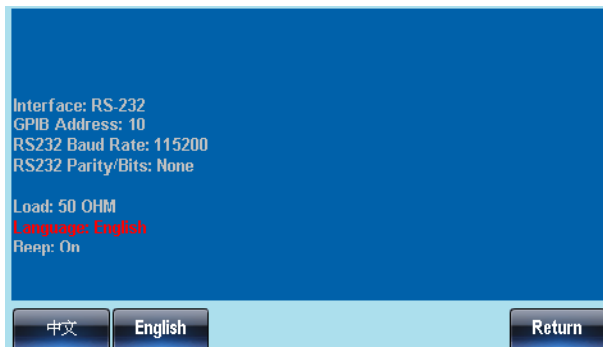 Interface: RS-232
GPIB Address: 10
RS232 Baud Rate: 115200
RS232 Parity/Bits: None
Load: 50 OHM
Language: English
Beep: On
中文 English Return